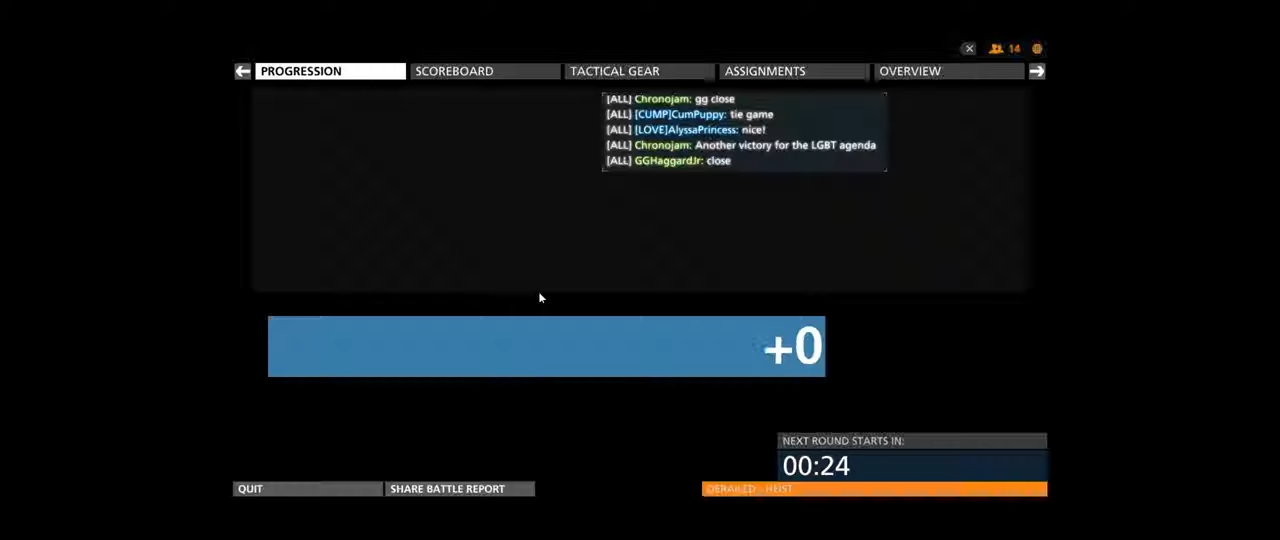 14
PROGRESSION
SCOREBOARD
TACTICAL GEAR
ASSIGNMENTS
OVERVIEW
[ALL] Chronojam: gg close
[ALL] [CUMP]CumPuppy: tie game
[ALL] [LOVE]AlyssaPrincess: nice!
[ALL] Chronojam: Another victory for the LGBT agenda
[ALL] GGHaggardJr: close
+0
NEXT ROUND STARTS IN:
00:24
QUIT
SHARE BATTLE REPORT
DERAILED - HEIST